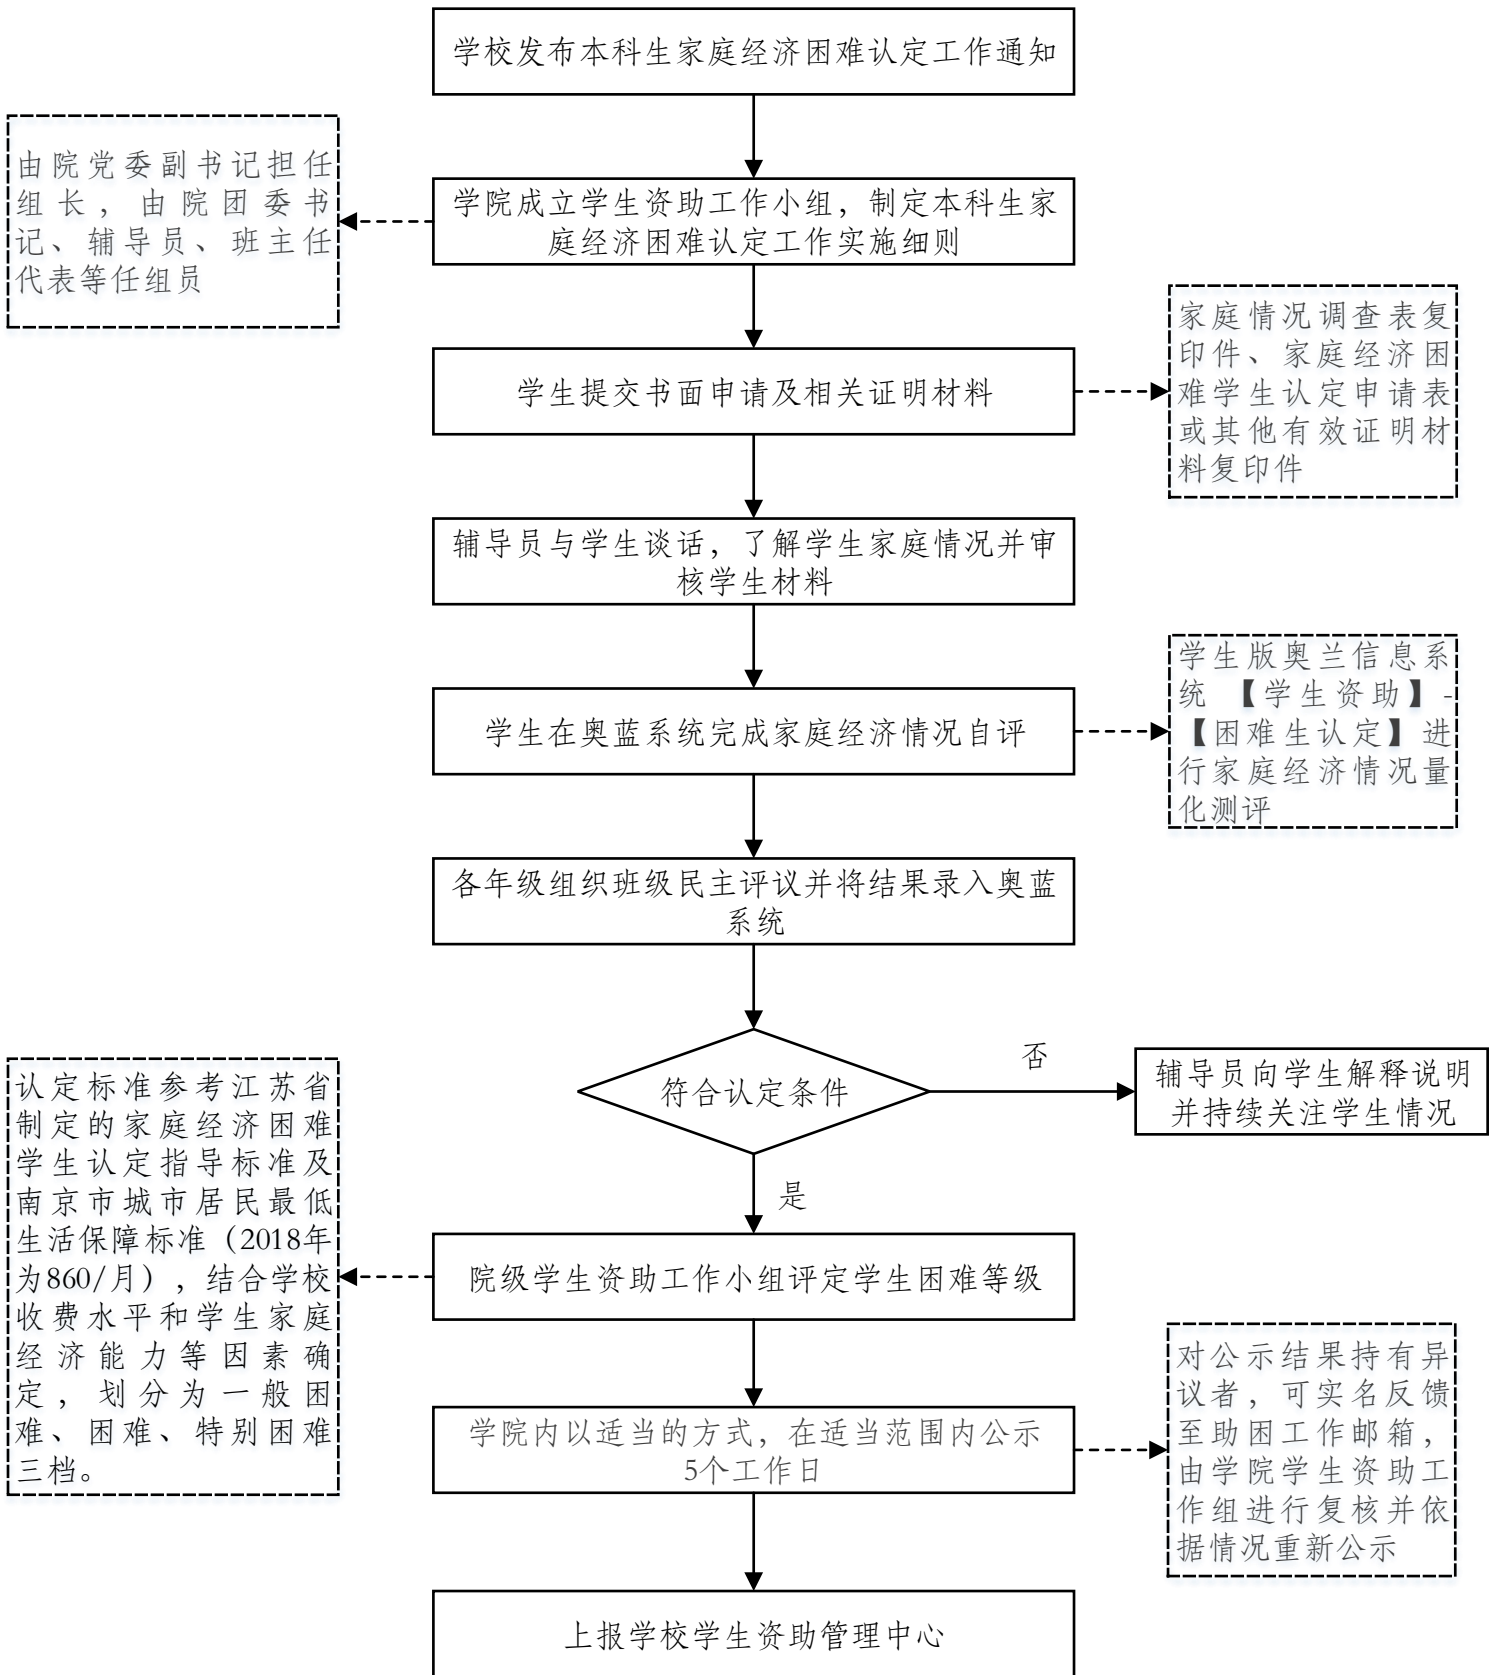 学校发布本科生家庭经济困难认定工作通知
由院党委副书记担任
组长，由院团委书
记、辅导员、班主任
代表等任组员
学院成立学生资助工作小组，制定本科生家
庭经济困难认定工作实施细则
学生提交书面申请及相关证明材料
家庭情况调查表复
印件、家庭经济困
难学生认定申请表
或其他有效证明材
料复印件
辅导员与学生谈话，了解学生家庭情况并审
核学生材料
学生在奥蓝系统完成家庭经济情况自评
学生版奥兰信息系
统【学生资助】-
【困难生认定】进
行家庭经济情况量
化测评
各年级组织班级民主评议并将结果录入奥蓝
系统
符合认定条件
否
辅导员向学生解释说明
并持续关注学生情况
是
认定标准参考江苏省
制定的家庭经济困难
学生认定指导标准及
南京市城市居民最低
生活保障标准（2018年
为860/月），结合学校
收费水平和学生家庭
经济能力等因素确
定，划分为一般困
难、困难、特别困难
三档。
院级学生资助工作小组评定学生困难等级
学院内以适当的方式，在适当范围内公示
5个工作日
对公示结果持有异
议者，可实名反馈
至助困工作邮箱，
由学院学生资助工
作组进行复核并依
据情况重新公示
上报学校学生资助管理中心